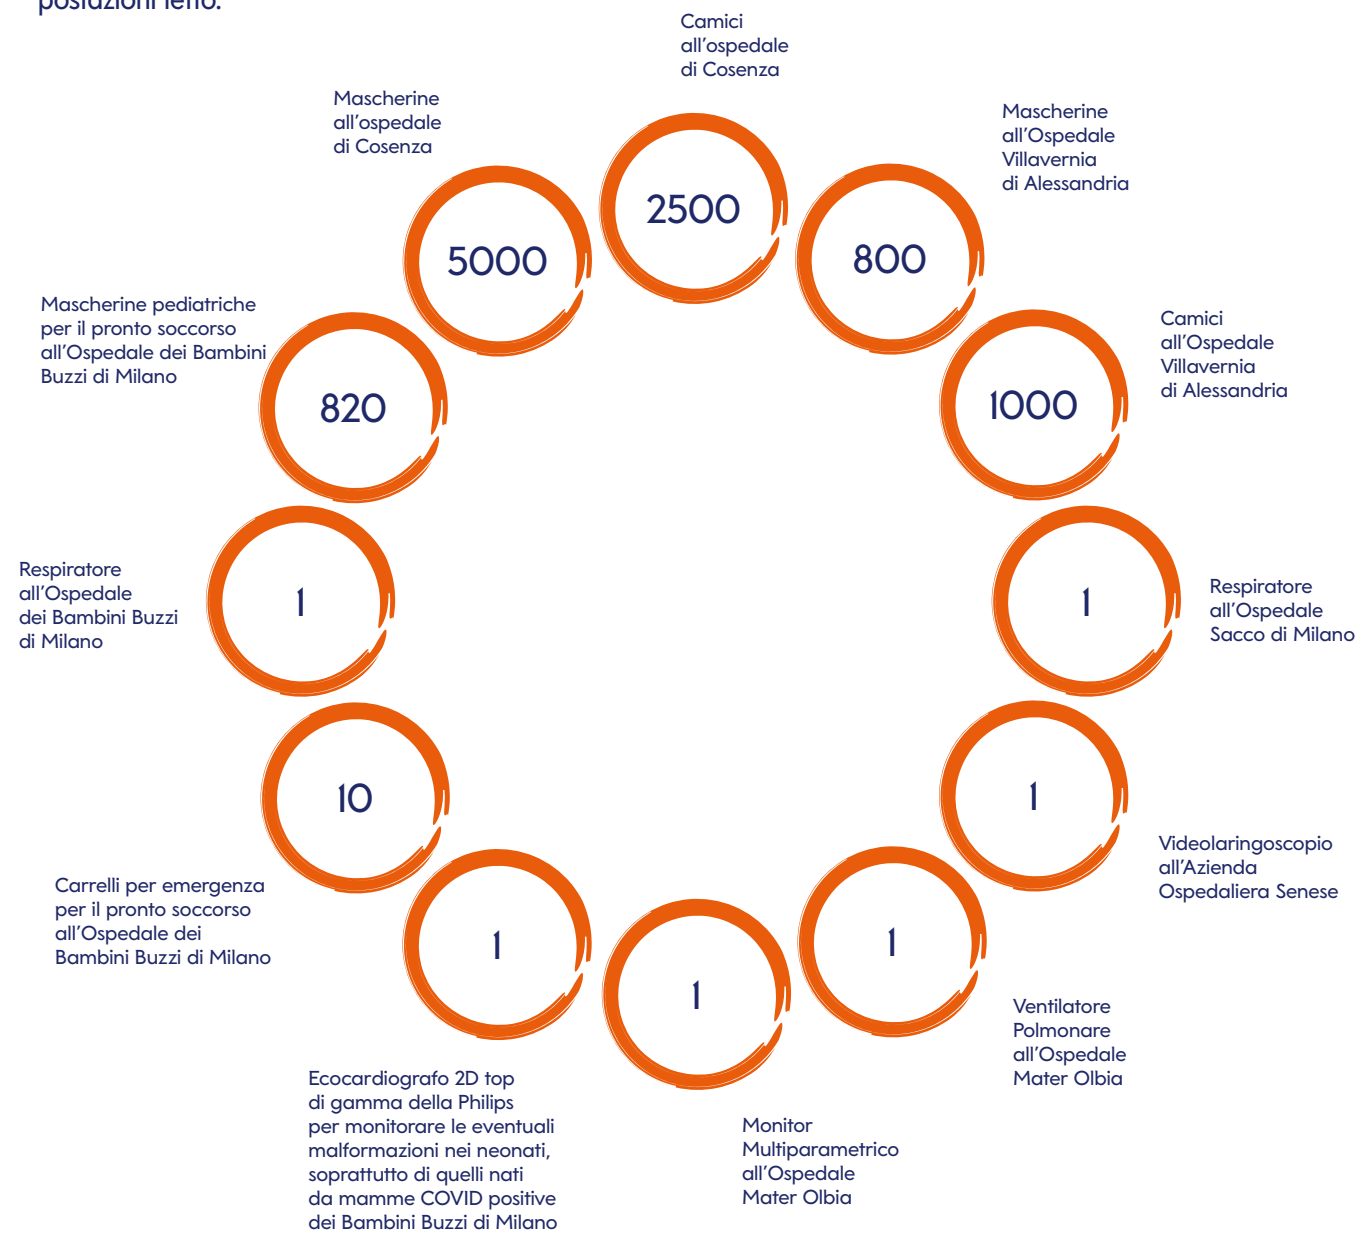 postazioni letto.
Camici
all'ospedale
di Cosenza
2500
Mascherine
all'Ospedale
Villavernia
di Alessandria
800
Camici
all'Ospedale
Villavernia
di Alessandria
1000
Respiratore
all'Ospedale
Sacco di Milano
1
Videolaringoscopio
all'Azienda
Ospedaliera Senese
1
Ventilatore
Polmonare
all'Ospedale
Mater Olbia
1
Monitor
Multiparametrico
all'Ospedale
Mater Olbia
1
Ecocardiografo 2D top
di gamma della Philips
per monitorare le eventuali
malformazioni nei neonati,
soprattutto di quelli nati
da mamme COVID positive
dei Bambini Buzzi di Milano
1
Carrelli per emergenza
per il pronto soccorso
all'Ospedale dei
Bambini Buzzi di Milano
10
Respiratore
all'Ospedale
dei Bambini Buzzi
di Milano
1
Mascherine pediatriche
per il pronto soccorso
all'Ospedale dei Bambini
Buzzi di Milano
820
Mascherine
all'ospedale
di Cosenza
5000